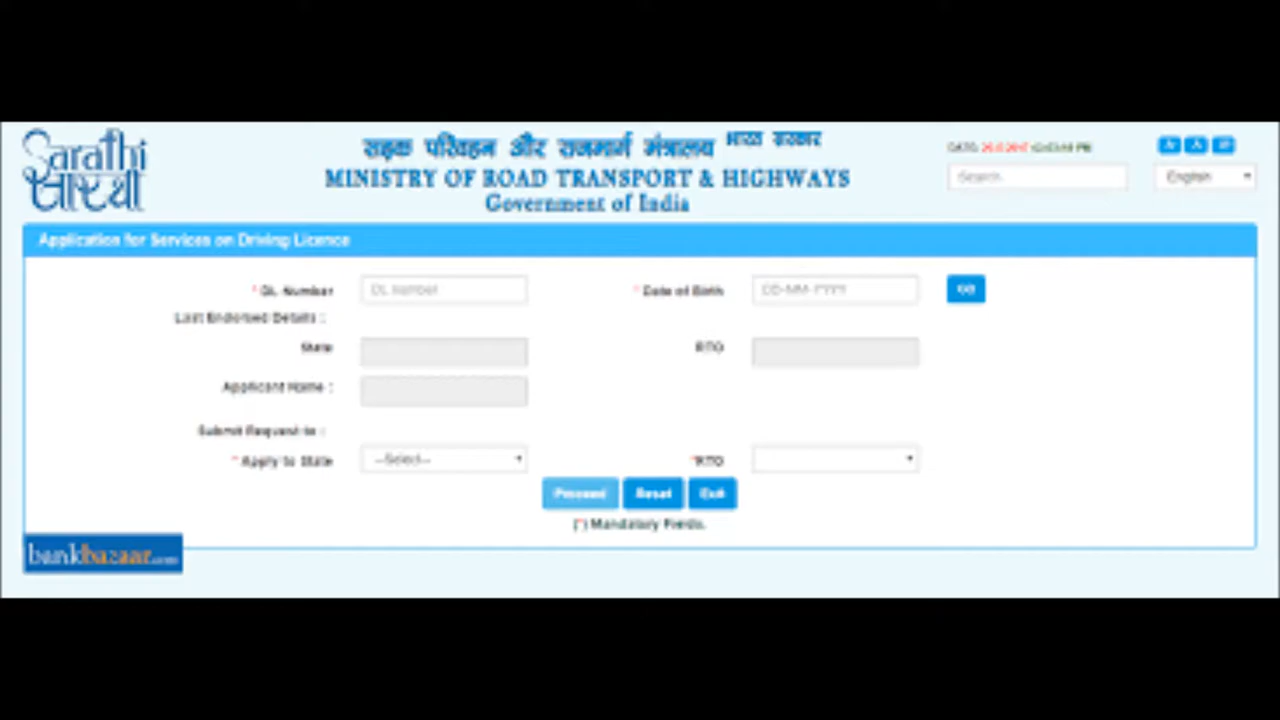 Sarathi
सारथी
सड़क परिवहन और राजमार्ग मंत्रालय भारत सरकार
MINISTRY OF ROAD TRANSPORT & HIGHWAYS
Government of India
DATE:
Search
English
Application for Services on Driving Licence
* DL Number
DL Number
* Date of Birth
DD-MM-YYYY
GO
Last Endorsed Details :
State
RTO
Applicant Name :
Submit Request to :
* Apply to State
--Select--
*RTO
Proceed
Reset
Exit
[*] Mandatory Fields.
bankbazaar.com